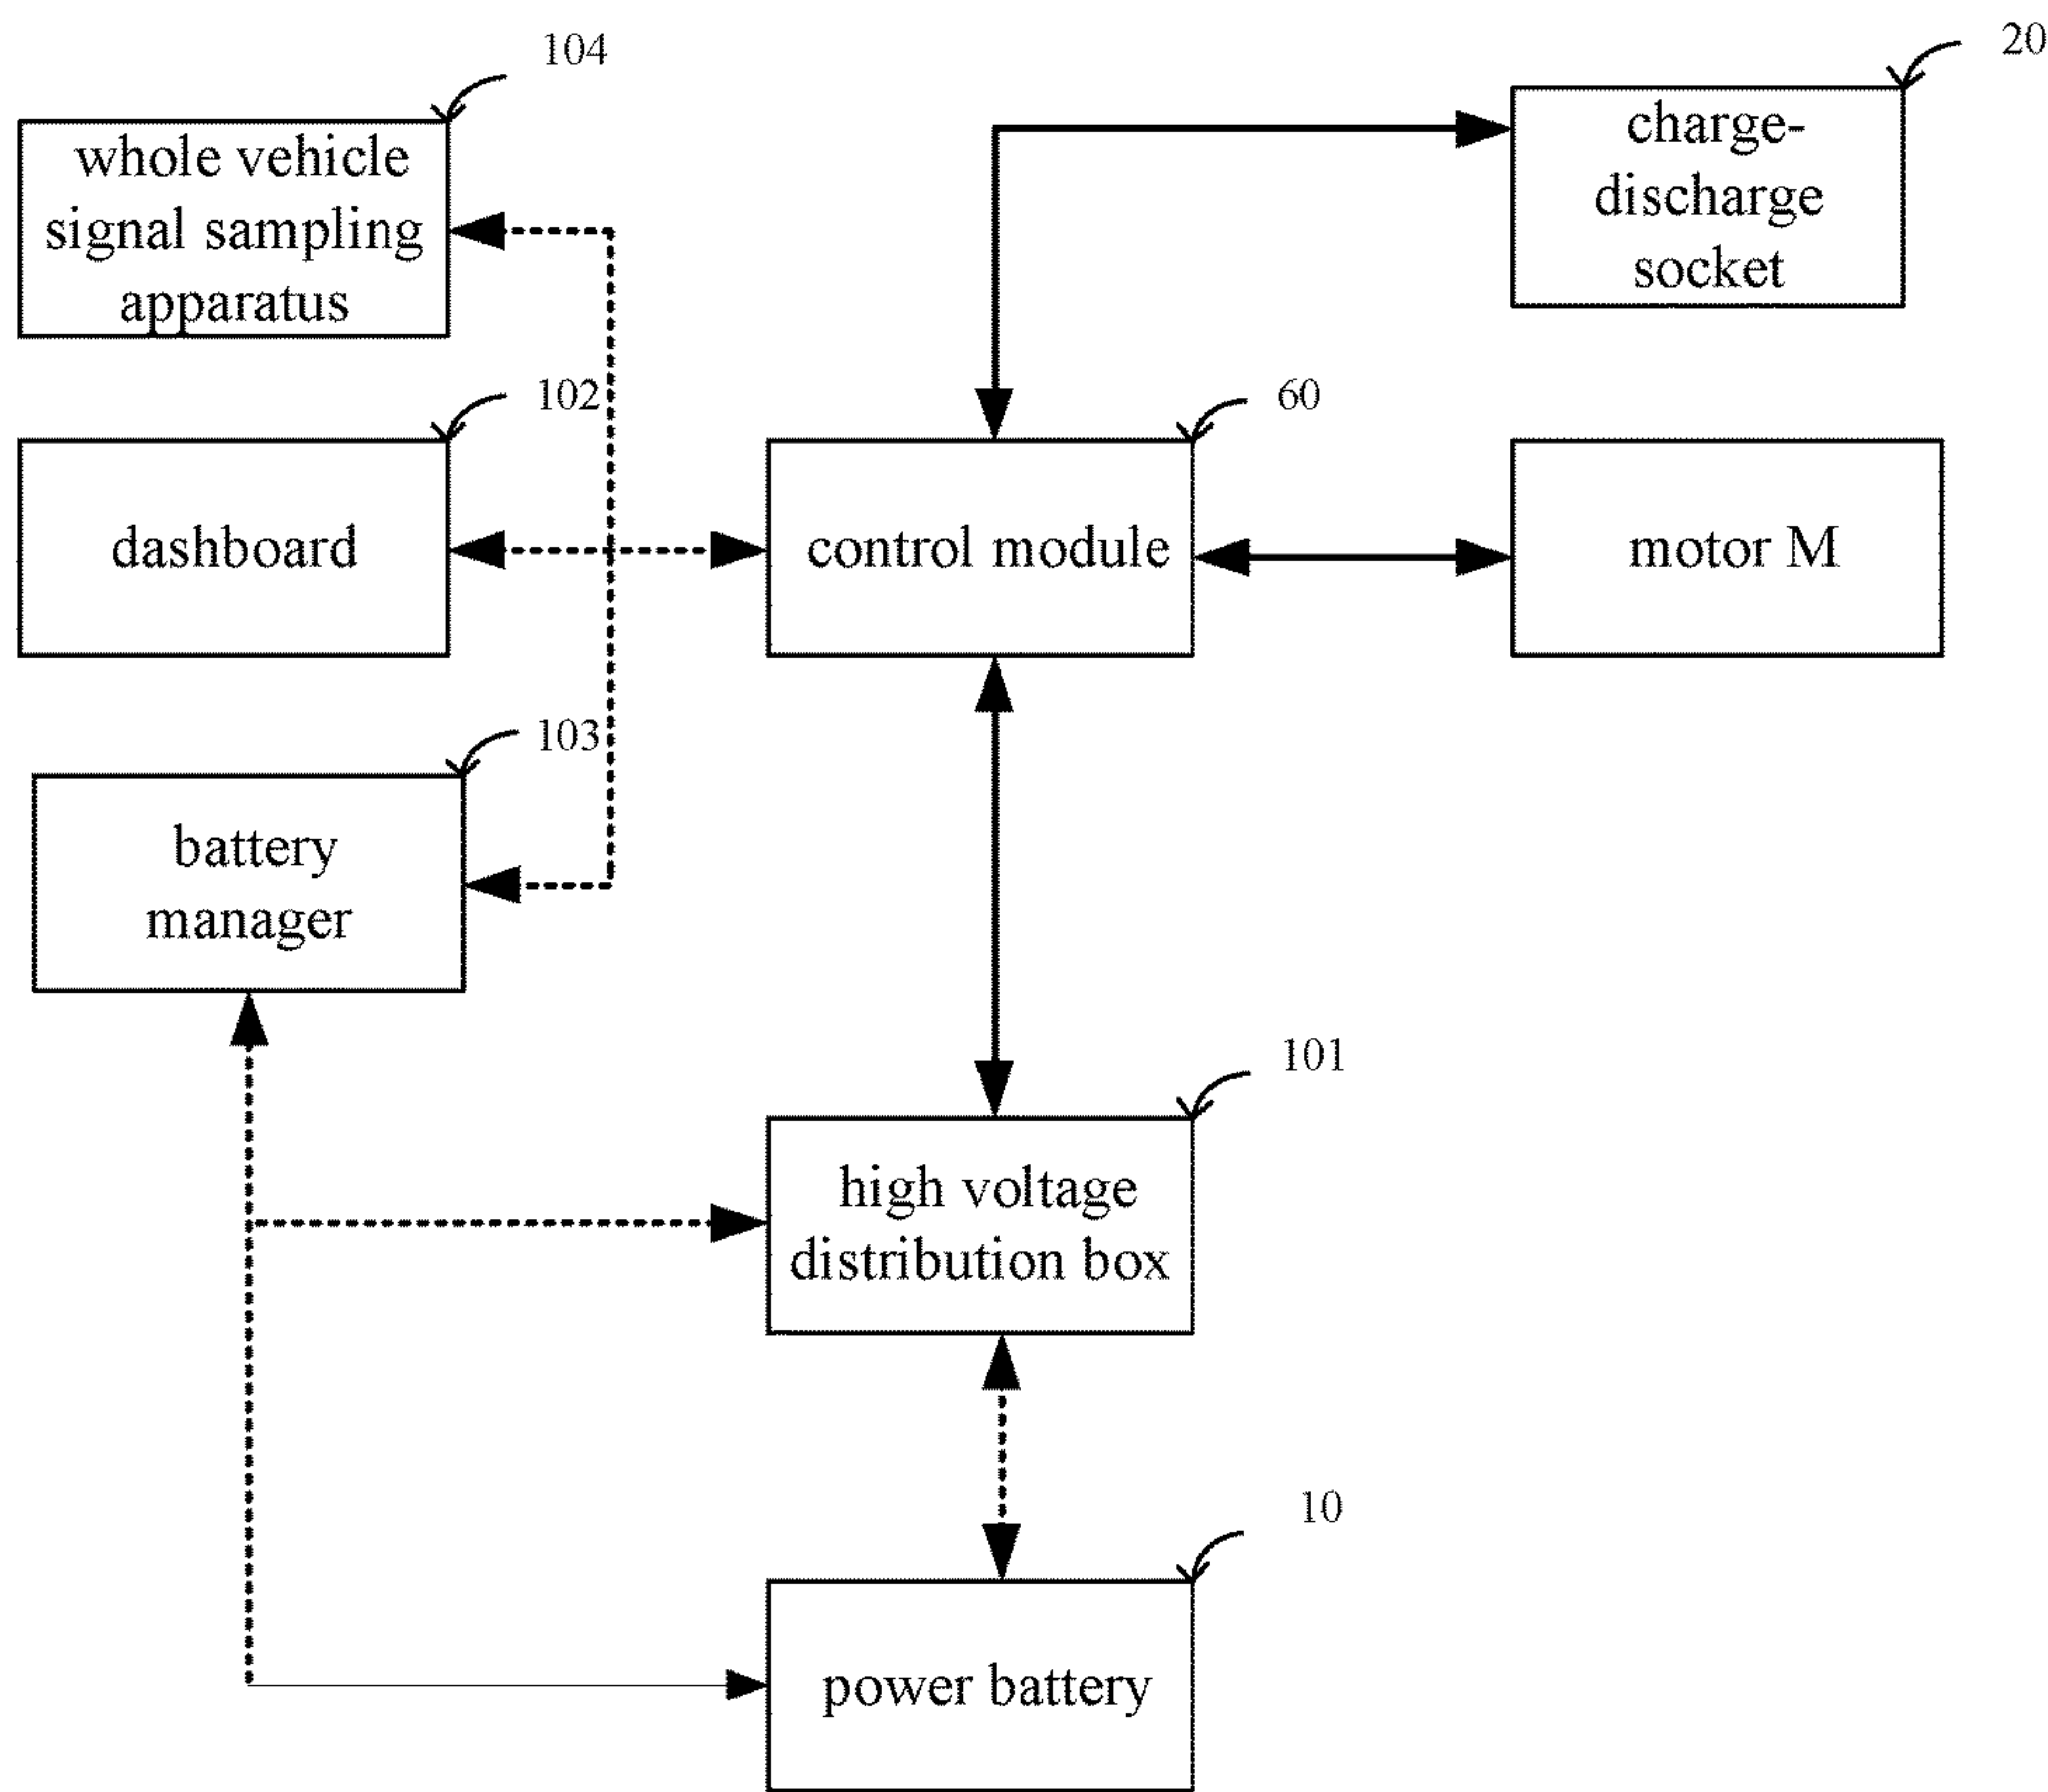 104
whole vehicle
signal sampling
apparatus
20
charge-
discharge
socket
102
dashboard
60
control module
motor M
103
battery
manager
101
high voltage
distribution box
10
power battery